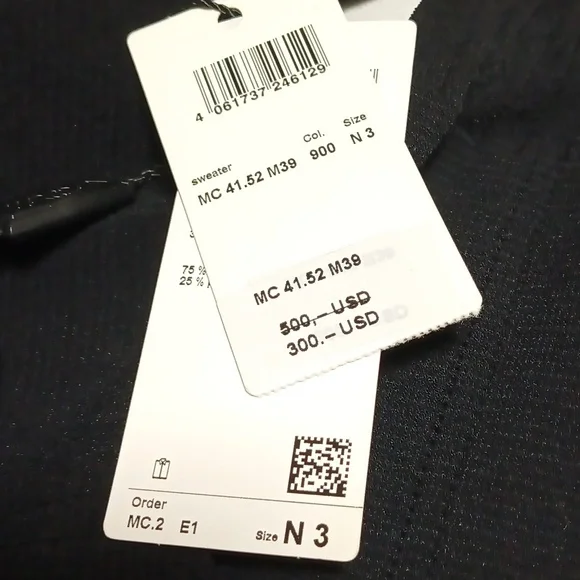 4 061737 246129
sweater Col. Size
MC 41.52 M39 900 N 3
MC 41.52 M39
500,– USD
300.– USD
75 %
25 %
Order
MC.2 E1 Size N 3